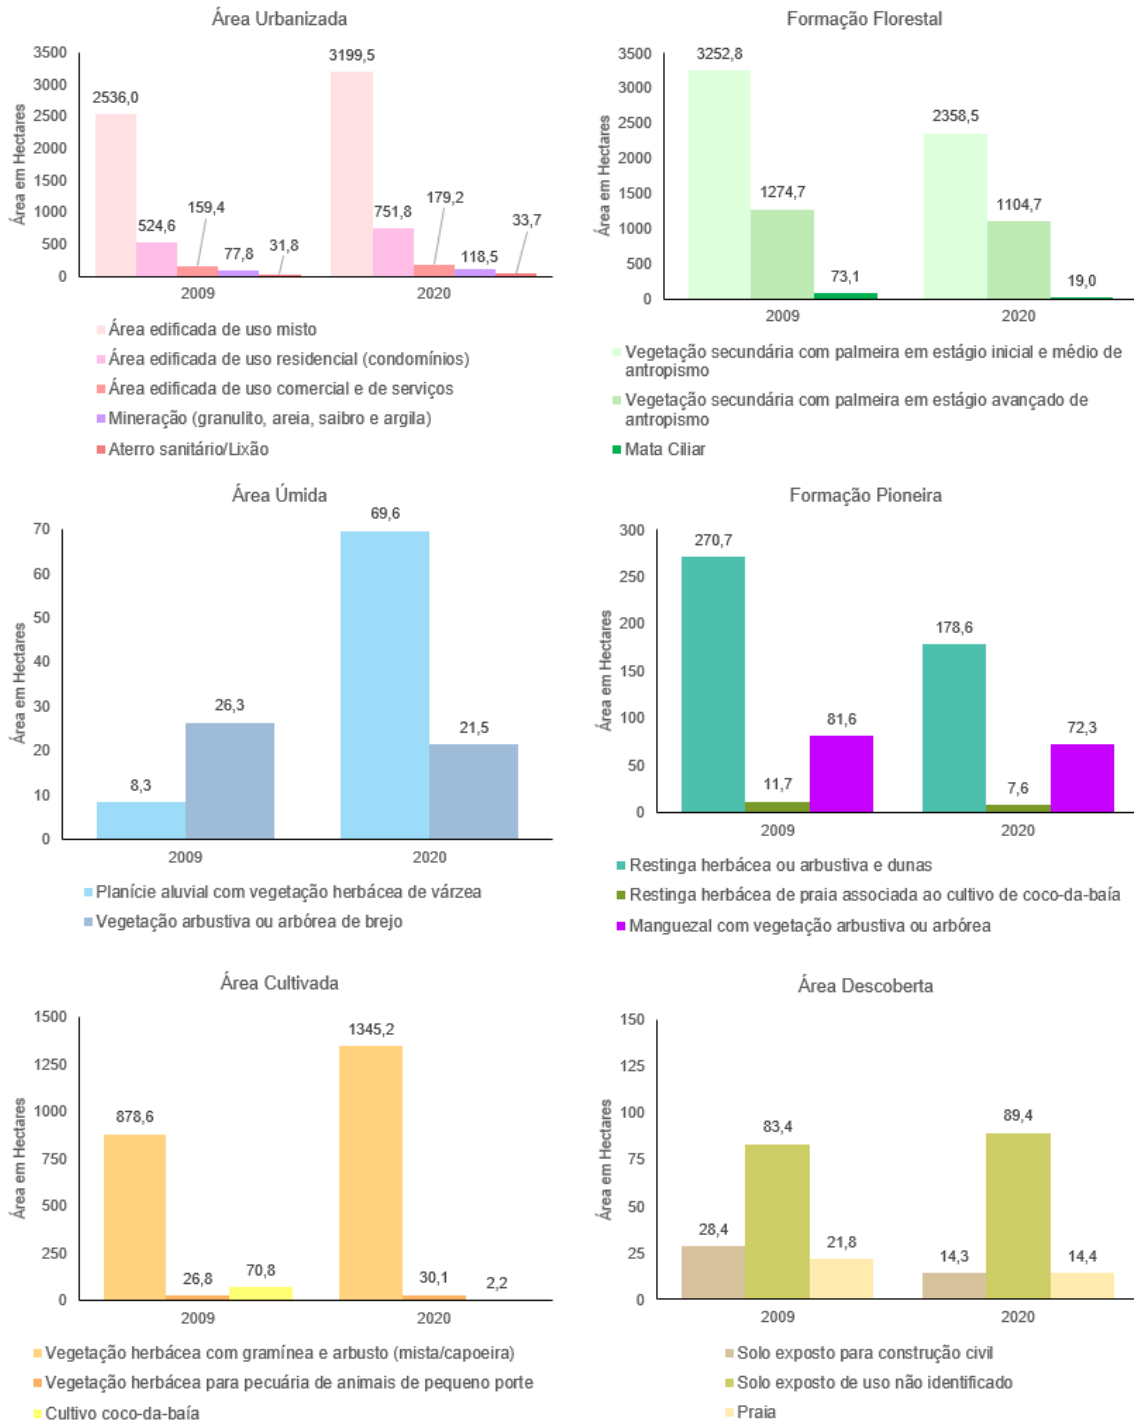 Área Urbanizada
Área em Hectares
3500
3000
2500
2000
1500
1000
500
0
2536,0
524,6
159,4
77,8
31,8
3199,5
751,8
179,2
118,5
33,7
2009
2020
Área edificada de uso misto
Área edificada de uso residencial (condomínios)
Área edificada de uso comercial e de serviços
Mineração (granulito, areia, saibro e argila)
Aterro sanitário/Lixão
Formação Florestal
Área em Hectares
3500
3000
2500
2000
1500
1000
500
0
3252,8
1274,7
73,1
2358,5
1104,7
19,0
2009
2020
Vegetação secundária com palmeira em estágio inicial e médio de
antropismo
Vegetação secundária com palmeira em estágio avançado de
antropismo
Mata Ciliar
Área Úmida
Área em Hectares
70
60
50
40
30
20
10
0
8,3
26,3
69,6
21,5
2009
2020
Planície aluvial com vegetação herbácea de várzea
Vegetação arbustiva ou arbórea de brejo
Formação Pioneira
Área em Hectares
300
250
200
150
100
50
0
270,7
11,7
81,6
178,6
7,6
72,3
2009
2020
Restinga herbácea ou arbustiva e dunas
Restinga herbácea de praia associada ao cultivo de coco-da-baía
Manguezal com vegetação arbustiva ou arbórea
Área Cultivada
Área em Hectares
1500
1250
1000
750
500
250
0
878,6
26,8
70,8
1345,2
30,1
2,2
2009
2020
Vegetação herbácea com gramínea e arbusto (mista/capoeira)
Vegetação herbácea para pecuária de animais de pequeno porte
Cultivo coco-da-baía
Área Descoberta
Área em Hectares
150
125
100
75
50
25
0
28,4
83,4
21,8
14,3
89,4
14,4
2009
2020
Solo exposto para construção civil
Solo exposto de uso não identificado
Praia